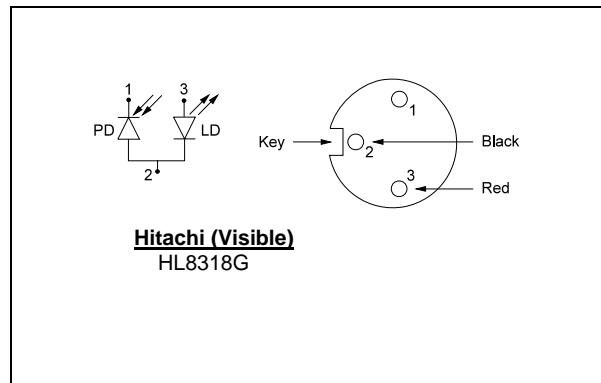 1 3
PD LD
2
1
Key 2 Black
3
Red
Hitachi (Visible)
HL8318G